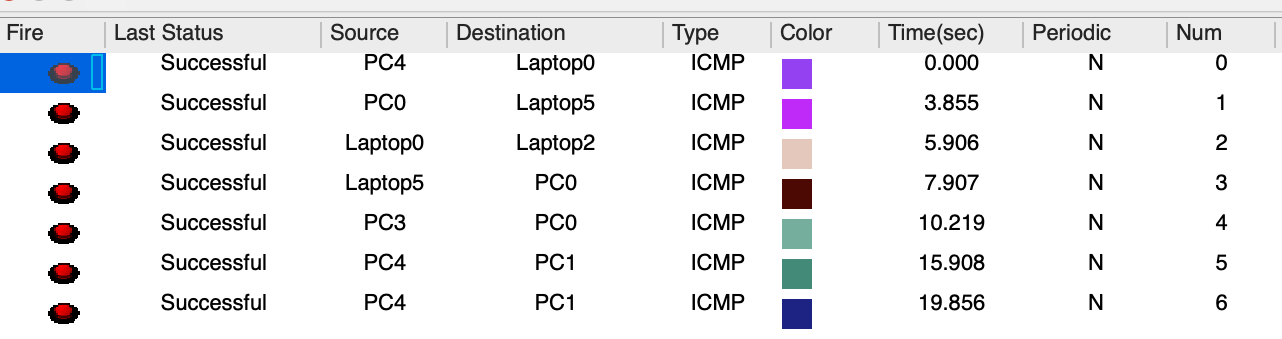 Fire Last Status Source Destination Type Color Time(sec) Periodic Num
Successful PC4 Laptop0 ICMP 0.000 N 0
Successful PC0 Laptop5 ICMP 3.855 N 1
Successful Laptop0 Laptop2 ICMP 5.906 N 2
Successful Laptop5 PC0 ICMP 7.907 N 3
Successful PC3 PC0 ICMP 10.219 N 4
Successful PC4 PC1 ICMP 15.908 N 5
Successful PC4 PC1 ICMP 19.856 N 6